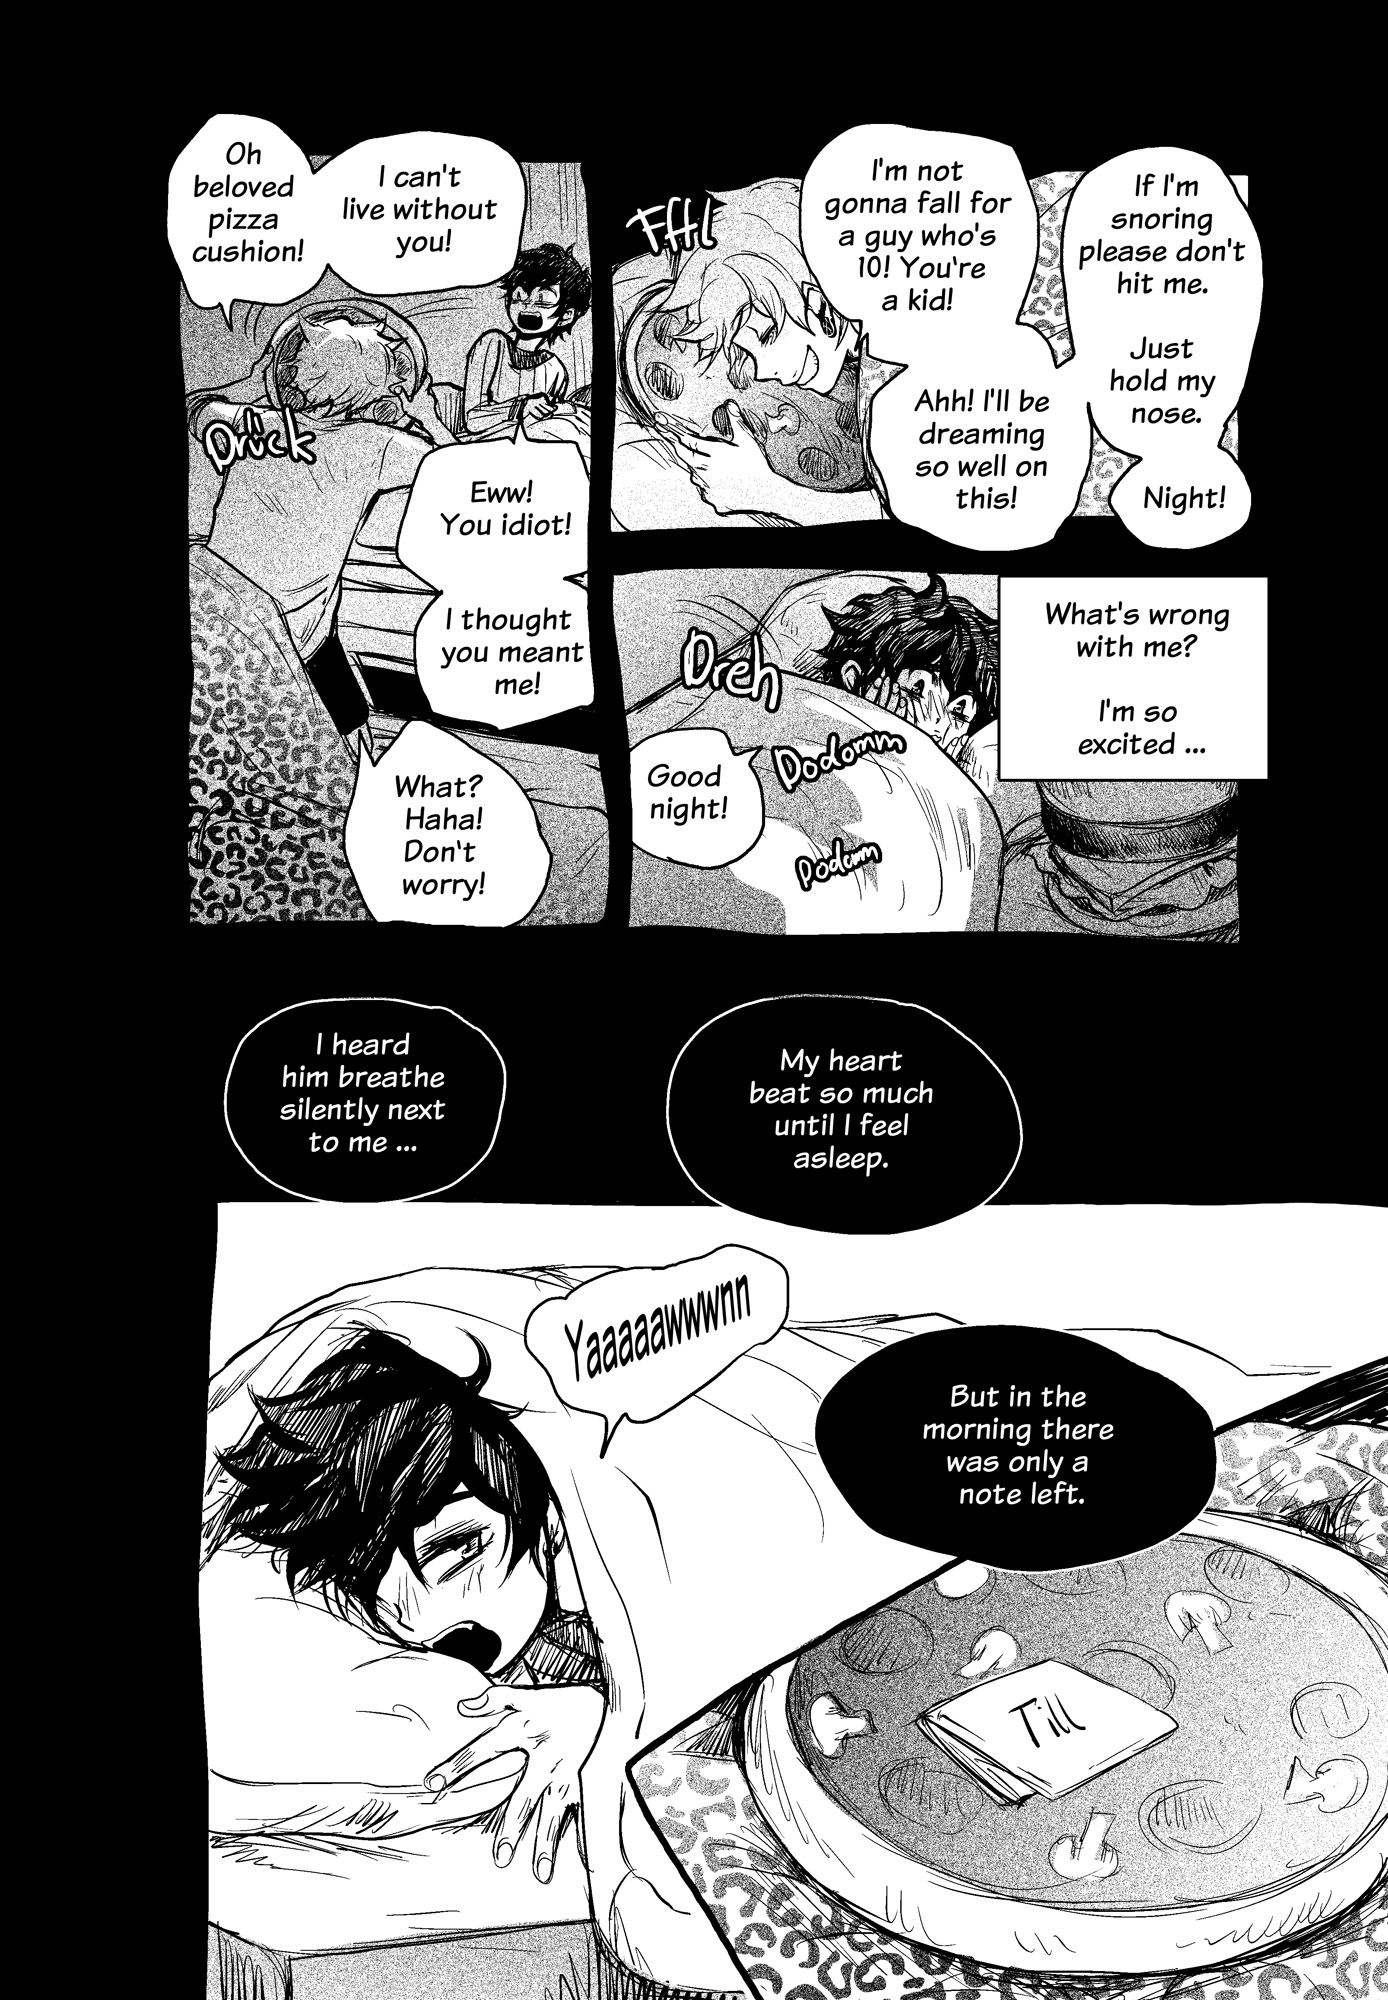 Oh
beloved
pizza
cushion!
I can't
live without
you!
Drück
Eww!
You idiot!
I thought
you meant
me!
What?
Haha!
Don't
worry!
Fffl
I'm not
gonna fall for
a guy who's
10! You're
a kid!
Ahh! I'll be
dreaming
so well on
this!
If I'm
snoring
please don't
hit me.
Just
hold my
nose.
Night!
Dreh
Good
night!
Dodomm
Dodomm
What's wrong
with me?
I'm so
excited ...
I heard
him breathe
silently next
to me ...
My heart
beat so much
until I feel
asleep.
Yaaaaawwwnn
But in the
morning there
was only a
note left.
Till